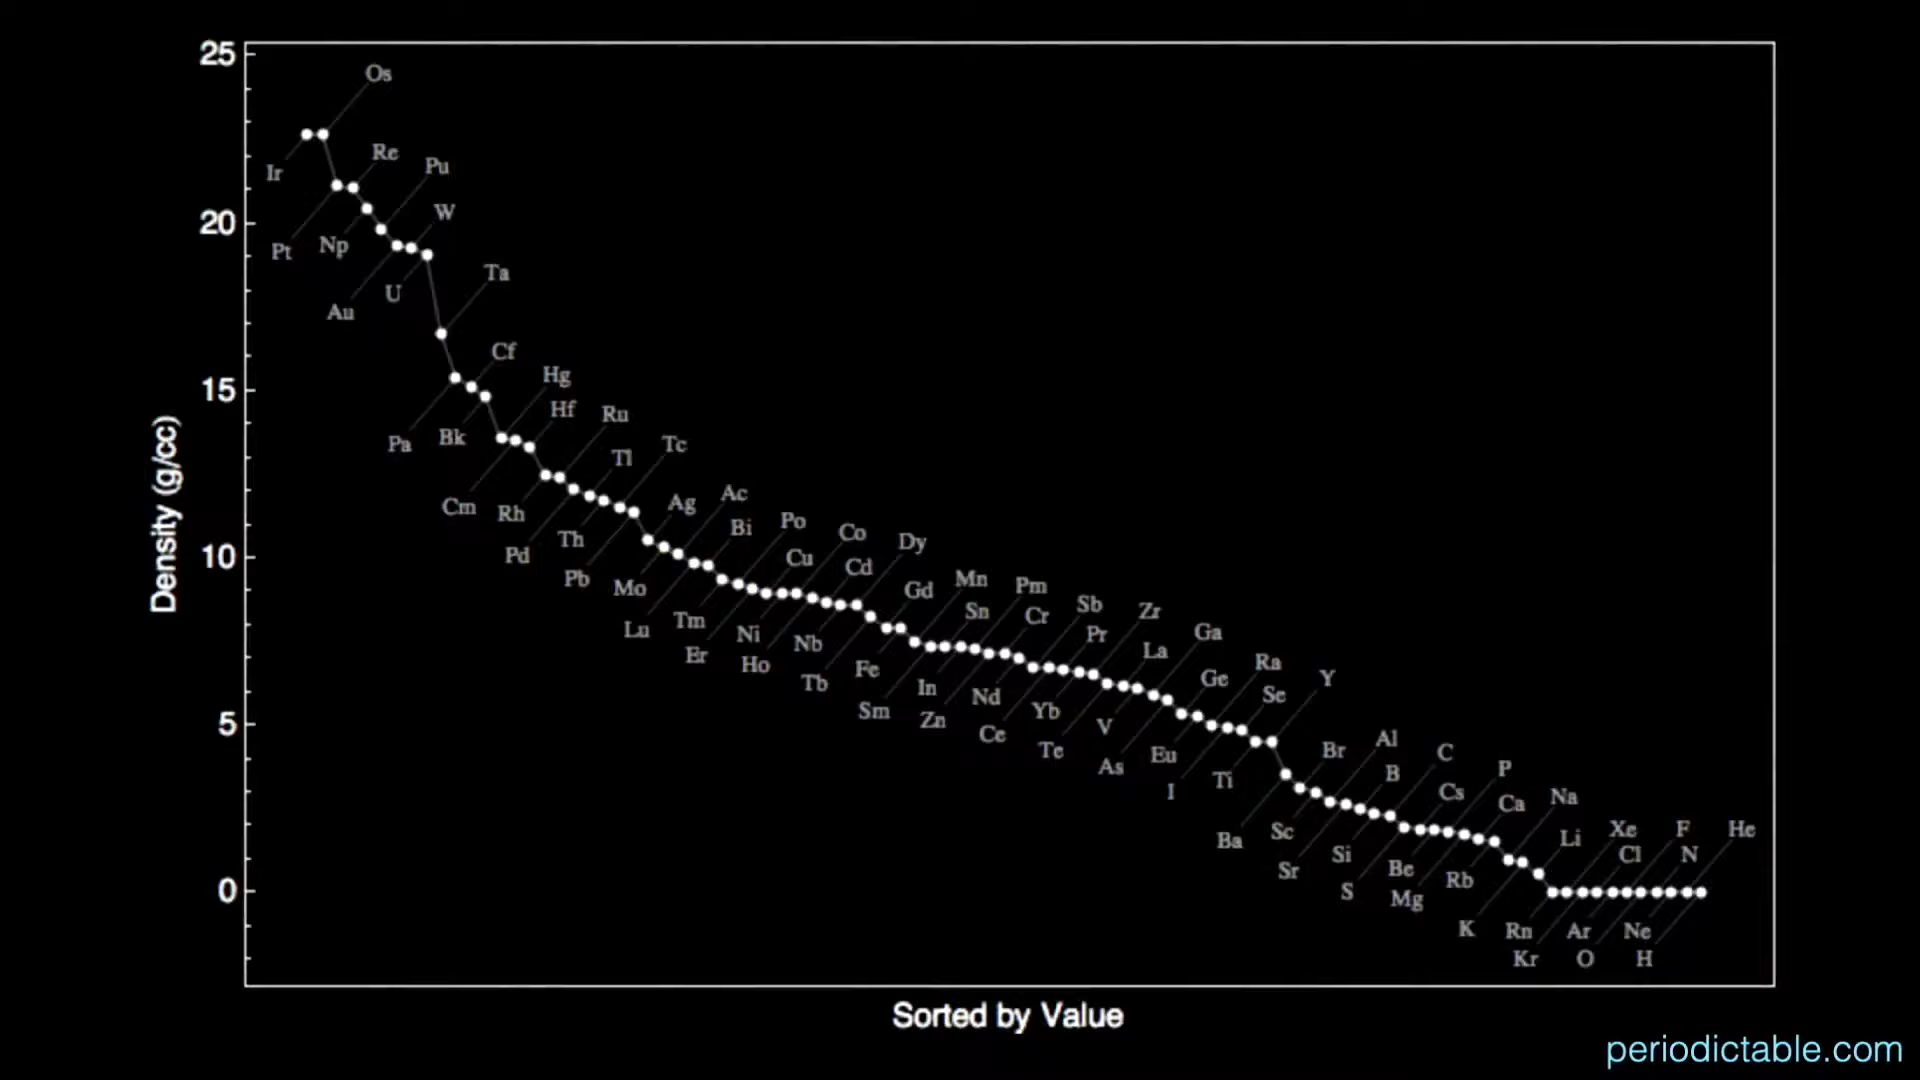 25
Os
Re
Pu
Ir
W
20
Np
Pt
Ta
U
Au
Cf
Hg
15
Hf
Ru
Bk
Pa
Tc
Tl
Ac
Ag
Cm
Rh
Po
Bi
Co
Th
Dy
Pd
10
Cu
Cd
Pb
Mn
Pm
Mo
Gd
Sb
Sn
Zr
Cr
Tm
Lu
Ga
Ni
Pr
Nb
La
Er
Ra
Ho
Fe
Ge
Y
Tb
In
Se
Nd
Sm
Yb
Zn
5
V
Ce
Al
Te
Br
C
Eu
As
P
B
Ti
I
Cs
Na
Ca
Xe
F
He
Sc
Li
Ba
Si
Cl
N
Be
Sr
Rb
0
S
Mg
K
Rn
Ar
Ne
Kr
O
H
Density (g/cc)
Sorted by Value
periodictable.com